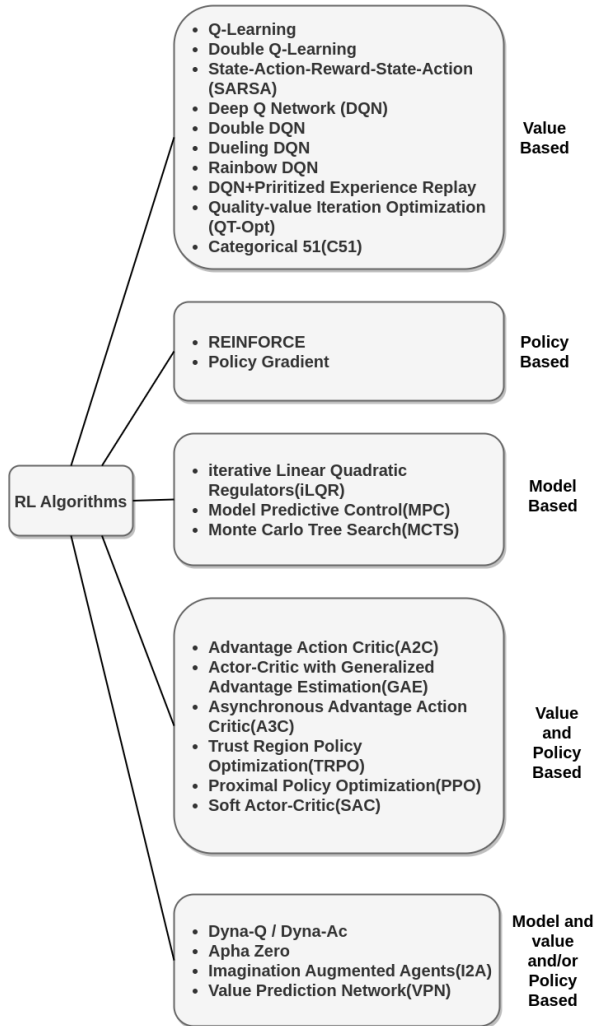 • Q-Learning
• Double Q-Learning
• State-Action-Reward-State-Action
(SARSA)
• Deep Q Network (DQN)
• Double DQN
• Dueling DQN
• Rainbow DQN
• DQN+Priritized Experience Replay
• Quality-value Iteration Optimization
(QT-Opt)
• Categorical 51(C51)
Value
Based
• REINFORCE
• Policy Gradient
Policy
Based
RL Algorithms
• iterative Linear Quadratic
Regulators(iLQR)
• Model Predictive Control(MPC)
• Monte Carlo Tree Search(MCTS)
Model
Based
• Advantage Action Critic(A2C)
• Actor-Critic with Generalized
Advantage Estimation(GAE)
• Asynchronous Advantage Action
Critic(A3C)
• Trust Region Policy
Optimization(TRPO)
• Proximal Policy Optimization(PPO)
• Soft Actor-Critic(SAC)
Value
and
Policy
Based
• Dyna-Q / Dyna-Ac
• Apha Zero
• Imagination Augmented Agents(I2A)
• Value Prediction Network(VPN)
Model and
value
and/or
Policy
Based